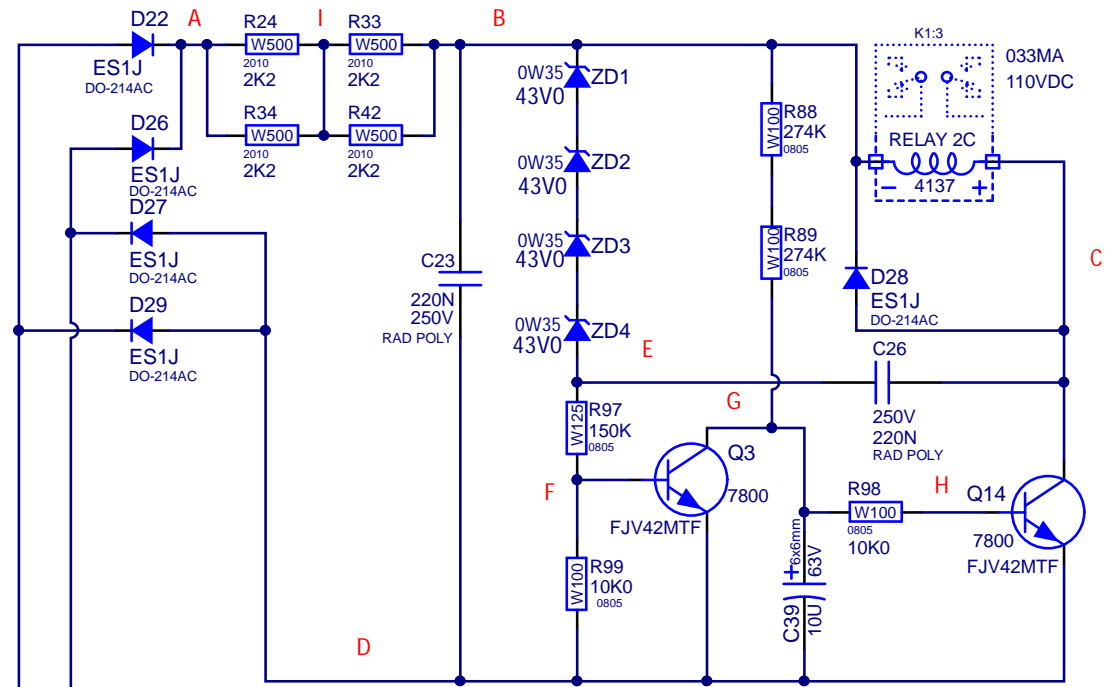 D22
A
R24
I
R33
B
K1:3
W500
W500
033MA
ES1J
2010
2010
0W35
ZD1
110VDC
DO-214AC
2K2
2K2
43V0
R34
R42
R88
W100
274K
0805
D26
W500
W500
RELAY 2C
ES1J
2010
2010
0W35
ZD2
4137
DO-214AC
2K2
2K2
43V0
− +
D27
R89
W100
274K
0805
ES1J
0W35
ZD3
C
DO-214AC
C23
43V0
D28
ES1J
DO-214AC
D29
220N
250V
RAD POLY
0W35
ZD4
43V0
ES1J
DO-214AC
E
C26
G
250V
220N
RAD POLY
R97
W125
150K
0805
Q3
F
7800
R98
H
Q14
W100
FJV42MTF
0805
10K0
7800
FJV42MTF
R99
W100
10K0
0805
+
6x6mm
63V
C39
10U
D